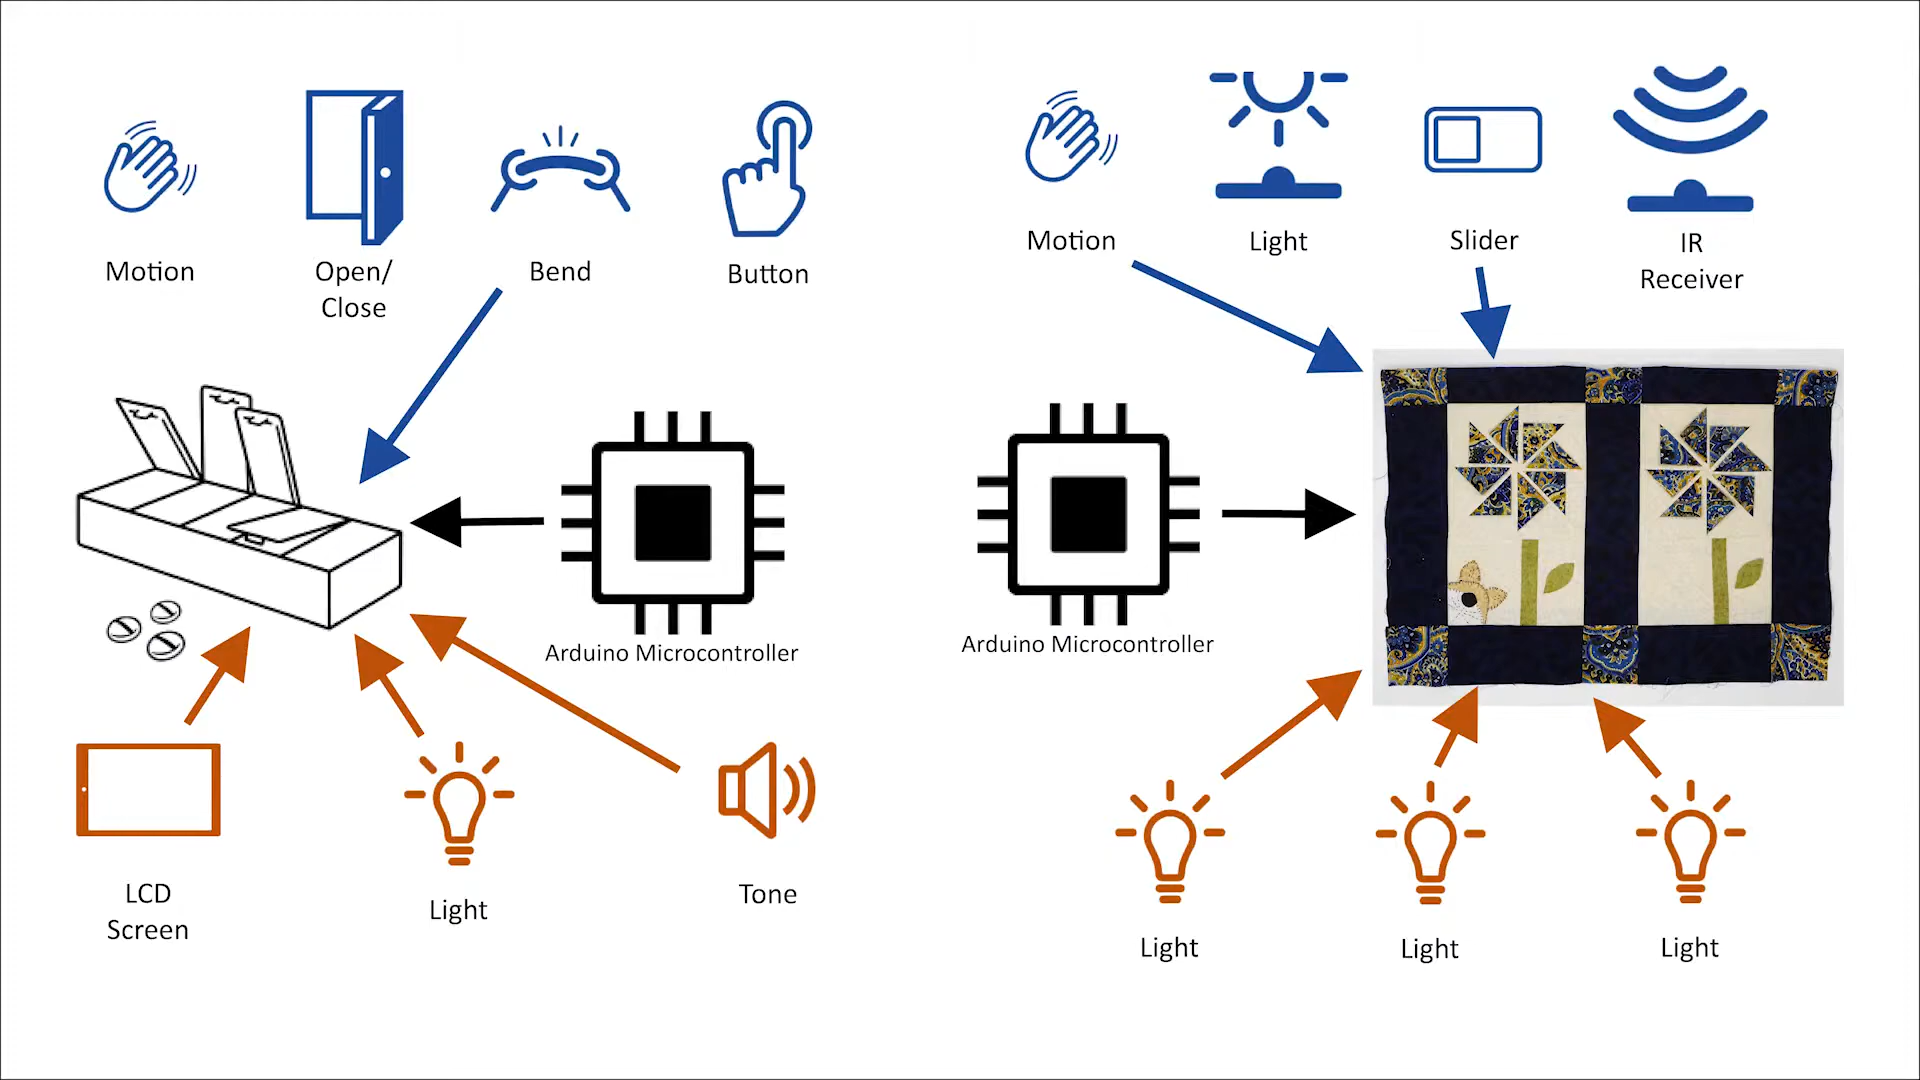 Motion
Open/
Close
Bend
Button
Arduino Microcontroller
LCD
Screen
Light
Tone
Motion
Light
Slider
IR
Receiver
Arduino Microcontroller
Light
Light
Light